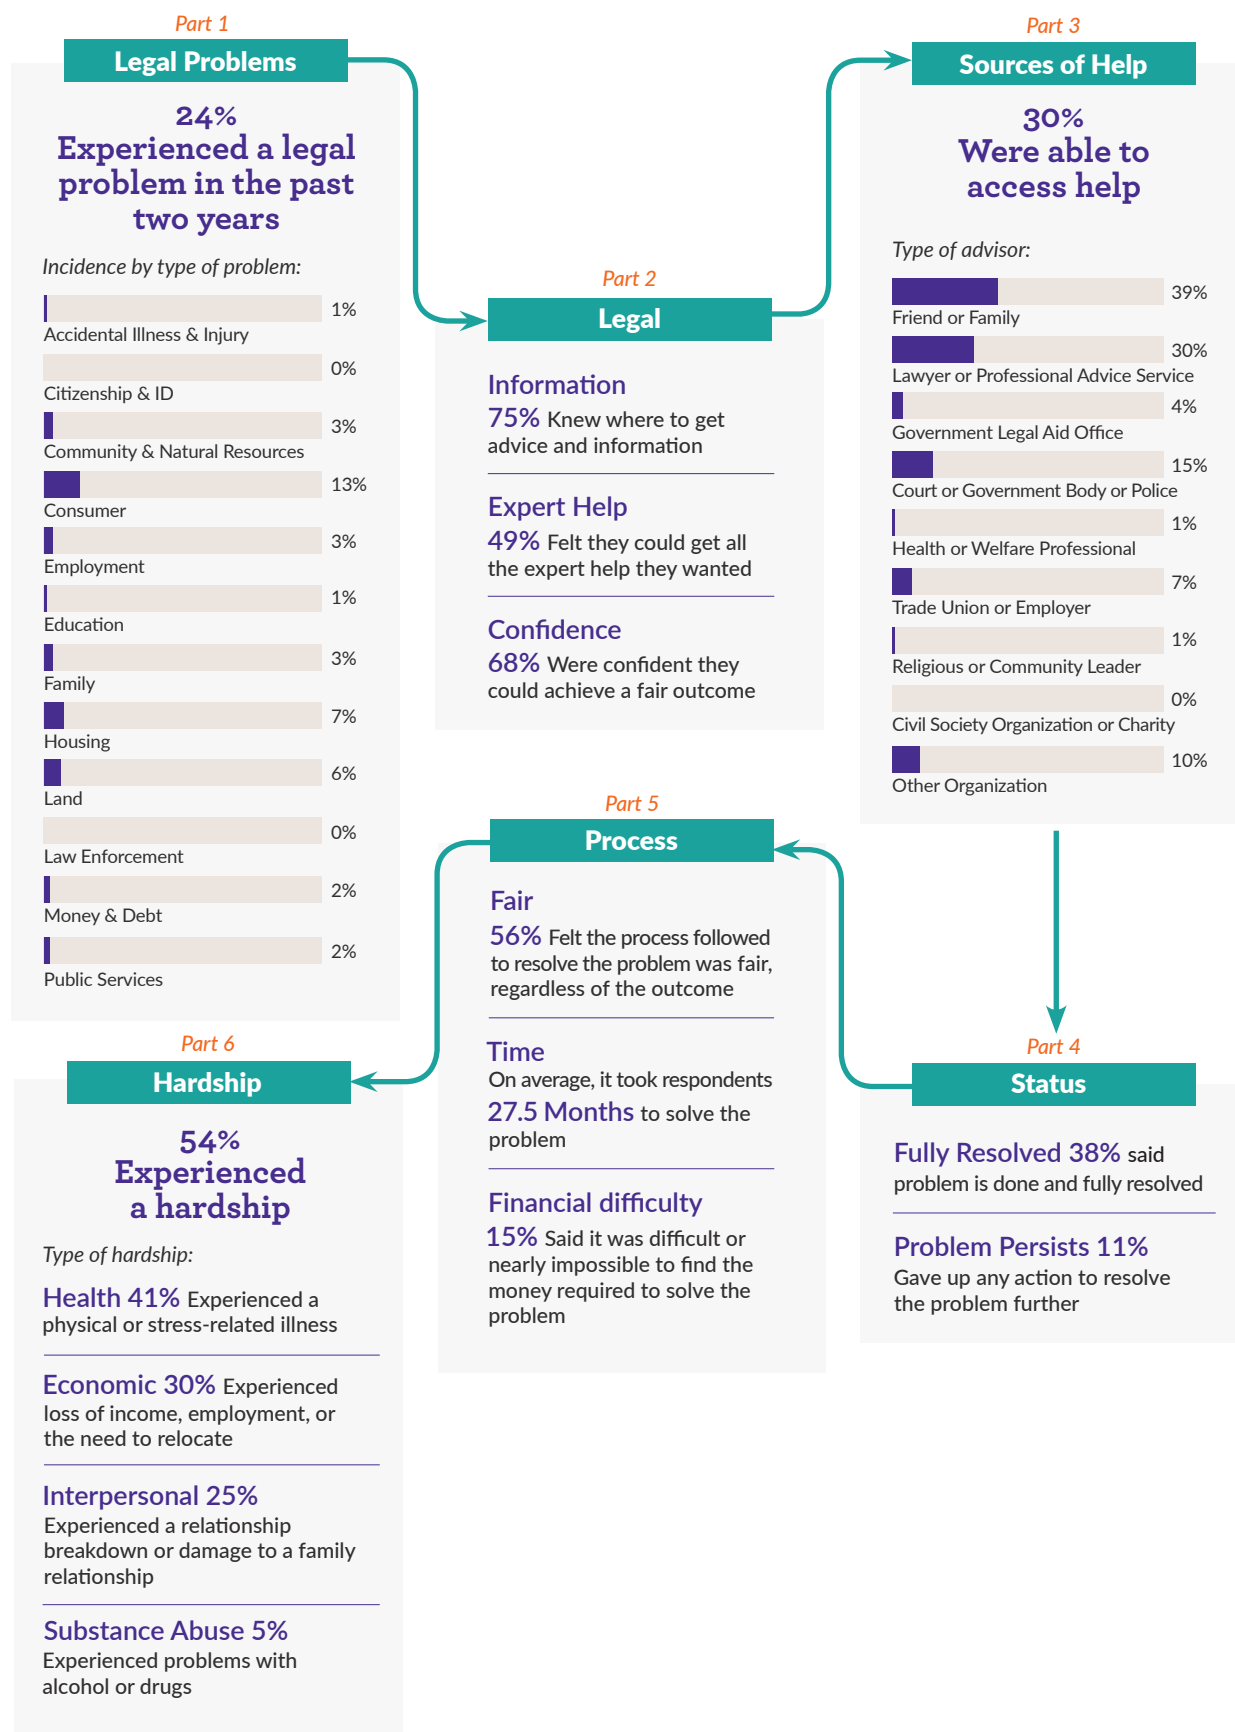 Part 1
Legal Problems
24%
Experienced a legal
problem in the past
two years
Incidence by type of problem:
1%
Accidental Illness & Injury
0%
Citizenship & ID
3%
Community & Natural Resources
13%
Consumer
3%
Employment
1%
Education
3%
Family
7%
Housing
6%
Land
0%
Law Enforcement
2%
Money & Debt
2%
Public Services
Part 2
Legal
Information
75% Knew where to get
advice and information
Expert Help
49% Felt they could get all
the expert help they wanted
Confidence
68% Were confident they
could achieve a fair outcome
Part 3
Sources of Help
30%
Were able to
access help
Type of advisor:
39%
Friend or Family
30%
Lawyer or Professional Advice Service
4%
Government Legal Aid Office
15%
Court or Government Body or Police
1%
Health or Welfare Professional
7%
Trade Union or Employer
1%
Religious or Community Leader
0%
Civil Society Organization or Charity
10%
Other Organization
Part 4
Status
Fully Resolved 38% said
problem is done and fully resolved
Problem Persists 11%
Gave up any action to resolve
the problem further
Part 5
Process
Fair
56% Felt the process followed
to resolve the problem was fair,
regardless of the outcome
Time
On average, it took respondents
27.5 Months to solve the
problem
Financial difficulty
15% Said it was difficult or
nearly impossible to find the
money required to solve the
problem
Part 6
Hardship
54%
Experienced
a hardship
Type of hardship:
Health 41% Experienced a
physical or stress-related illness
Economic 30% Experienced
loss of income, employment, or
the need to relocate
Interpersonal 25%
Experienced a relationship
breakdown or damage to a family
relationship
Substance Abuse 5%
Experienced problems with
alcohol or drugs